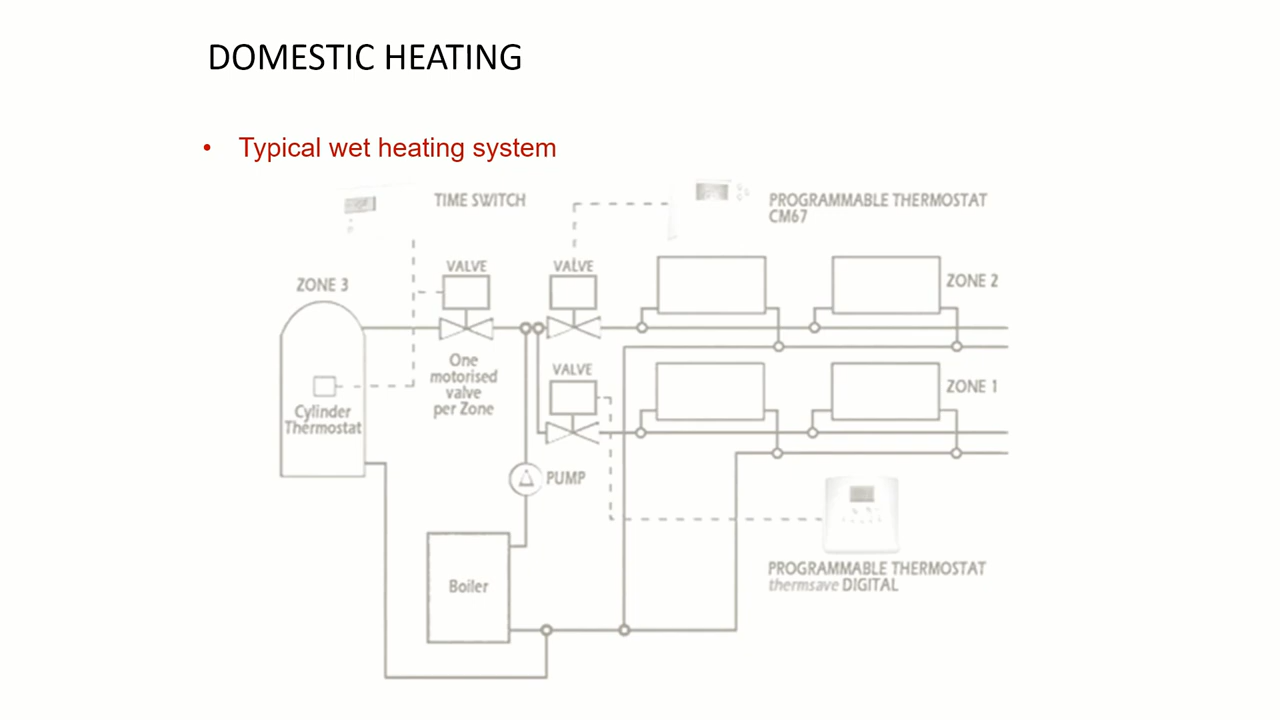 DOMESTIC HEATING
• Typical wet heating system
TIME SWITCH
PROGRAMMABLE THERMOSTAT
CM67
VALVE
VALVE
ZONE 3
ZONE 2
One
motorised
valve
per Zone
VALVE
ZONE 1
Cylinder
Thermostat
PUMP
Boiler
PROGRAMMABLE THERMOSTAT
thermsave DIGITAL